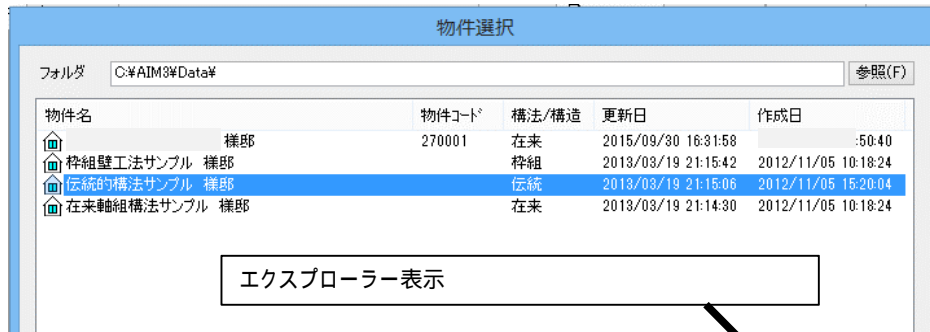 物件選択
フォルダ C:¥AIM3¥Data¥ 参照(F)
物件名 物件コード 構法/構造 更新日 作成日
様邸 270001 在来 2015/09/30 16:31:58 :50:40
枠組壁工法サンプル 様邸 枠組 2013/03/19 21:15:42 2012/11/05 10:18:24
伝統的構法サンプル 様邸 伝統 2013/03/19 21:15:06 2012/11/05 15:20:04
在来軸組構法サンプル 様邸 在来 2013/03/19 21:14:30 2012/11/05 10:18:24
エクスプローラー表示